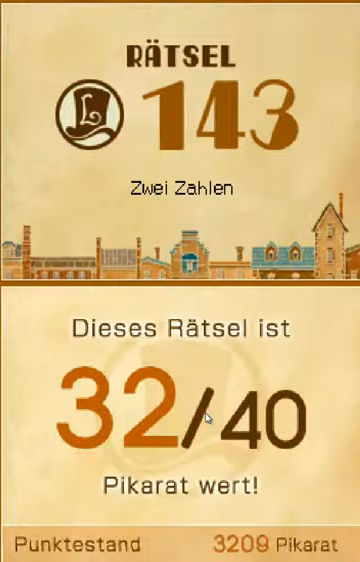 RÄTSEL
L 143
Zwei Zahlen
Dieses Rätsel ist
32/40
Pikarat wert!
Punktestand 3209 Pikarat